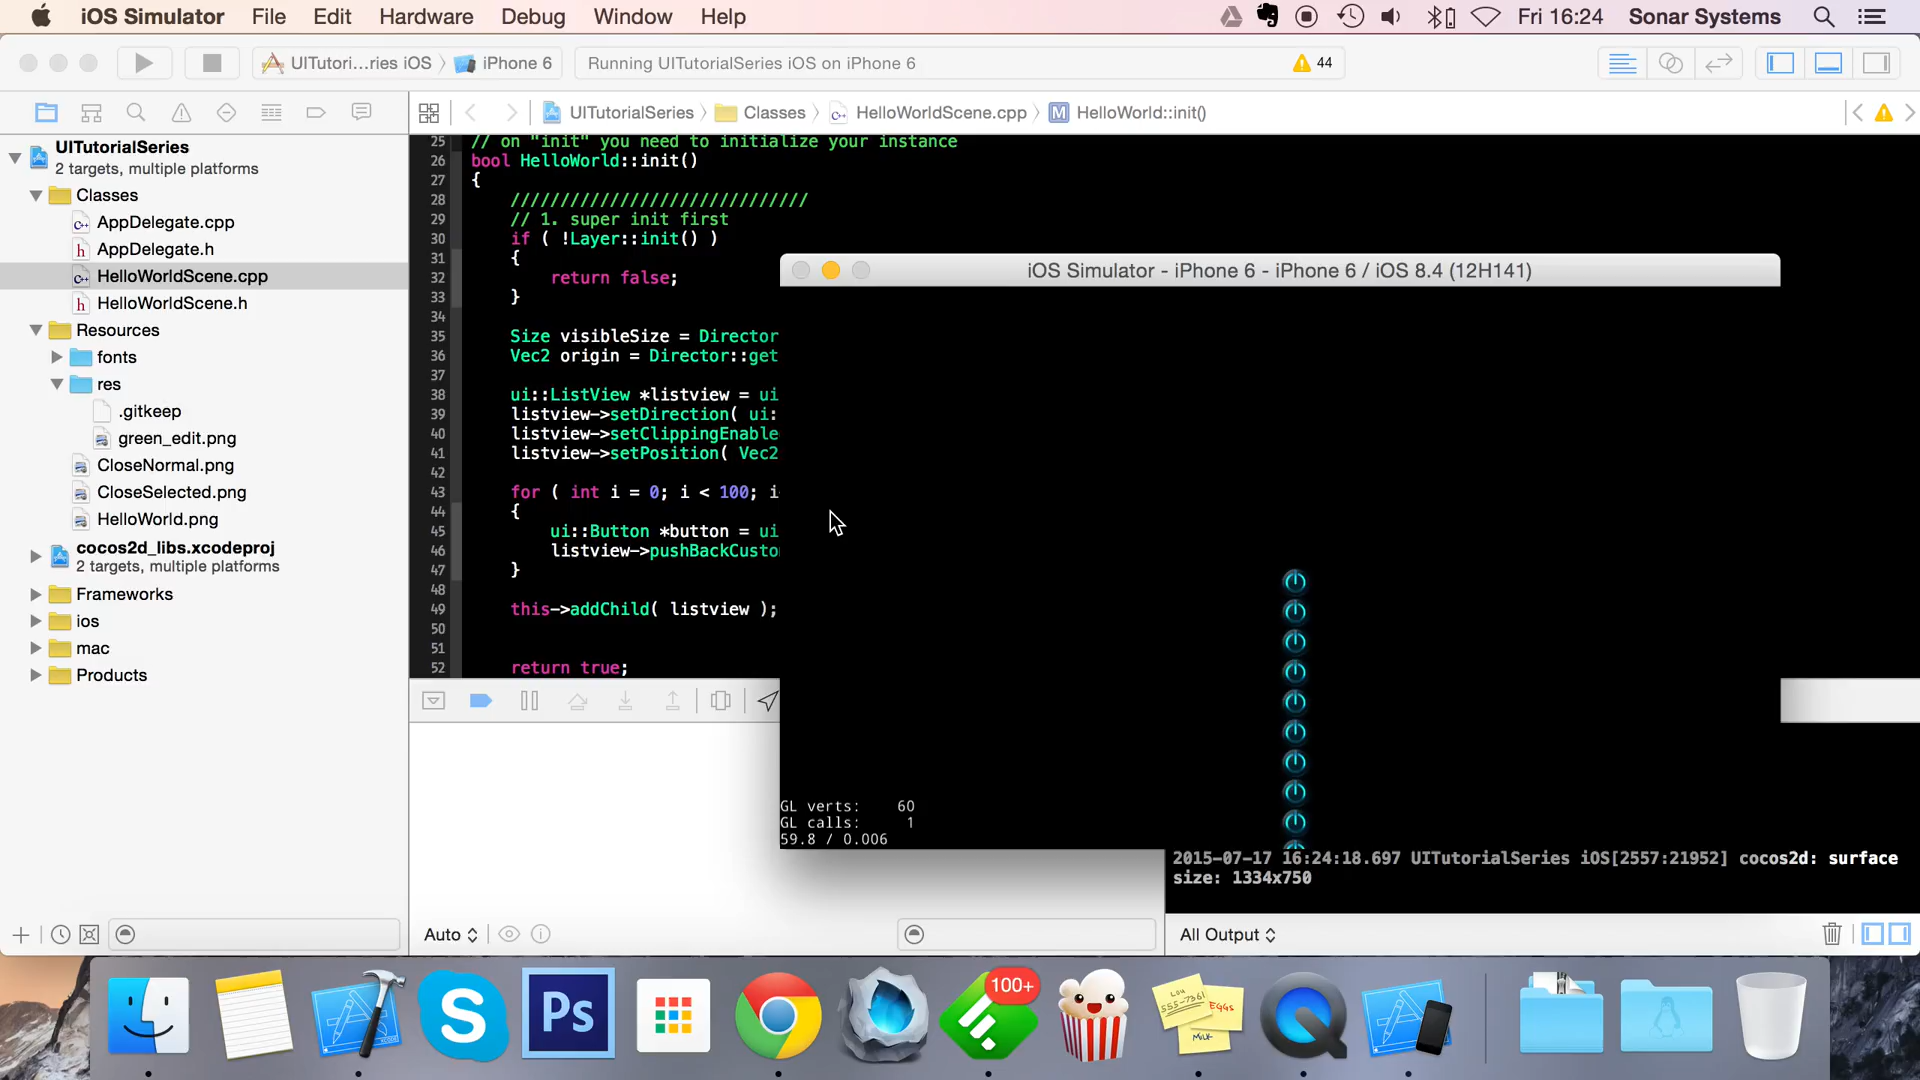 iOS Simulator File Edit Hardware Debug Window Help Fri 16:24 Sonar Systems
UITutori...ries iOS iPhone 6 Running UITutorialSeries iOS on iPhone 6 44
UITutorialSeries Classes HelloWorldScene.cpp M HelloWorld::init()
UITutorialSeries
2 targets, multiple platforms
Classes
AppDelegate.cpp
AppDelegate.h
HelloWorldScene.cpp
HelloWorldScene.h
Resources
fonts
res
.gitkeep
green_edit.png
CloseNormal.png
CloseSelected.png
HelloWorld.png
cocos2d_libs.xcodeproj
2 targets, multiple platforms
Frameworks
ios
mac
Products
25 // on "init" you need to initialize your instance
26 bool HelloWorld::init()
27 {
28 //////////////////////////////
29 // 1. super init first
30 if ( !Layer::init() )
31 {
32 return false;
33 }
34
35 Size visibleSize = Director
36 Vec2 origin = Director::get
37
38 ui::ListView *listview = ui
39 listview->setDirection( ui:
40 listview->setClippingEnable
41 listview->setPosition( Vec2
42
43 for ( int i = 0; i < 100; i
44 {
45 ui::Button *button = ui
46 listview->pushBackCusto
47 }
48
49 this->addChild( listview );
50
51
52 return true;
iOS Simulator - iPhone 6 - iPhone 6 / iOS 8.4 (12H141)
GL verts: 60
GL calls: 1
59.8 / 0.006
2015-07-17 16:24:18.697 UITutorialSeries iOS[2557:21952] cocos2d: surface
size: 1334x750
Auto All Output
Ps
100+
S
LOU
555-7361
EGGS
MILK
XCODE